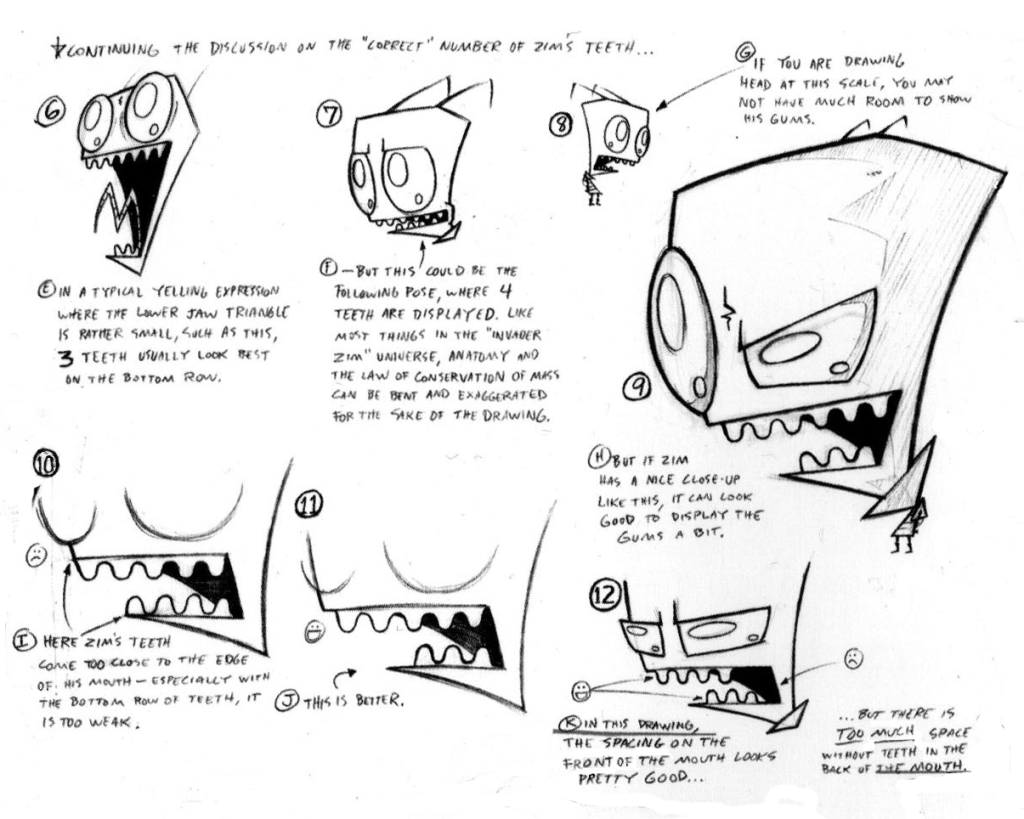 CONTINUING THE DISCUSSION ON THE "CORRECT" NUMBER OF ZIM'S TEETH...
6
E IN A TYPICAL YELLING EXPRESSION
WHERE THE LOWER JAW TRIANGLE
IS RATHER SMALL, SUCH AS THIS,
3 TEETH USUALLY LOOK BEST
ON THE BOTTOM ROW.
7
F —BUT THIS COULD BE THE
FOLLOWING POSE, WHERE 4
TEETH ARE DISPLAYED. LIKE
MOST THINGS IN THE "INVADER
ZIM" UNIVERSE, ANATOMY AND
THE LAW OF CONSERVATION OF MASS
CAN BE BENT AND EXAGGERATED
FOR THE SAKE OF THE DRAWING.
8
G IF YOU ARE DRAWING
HEAD AT THIS SCALE, YOU MAY
NOT HAVE MUCH ROOM TO SHOW
HIS GUMS.
9
H BUT IF ZIM
HAS A NICE CLOSE-UP
LIKE THIS, IT CAN LOOK
GOOD TO DISPLAY THE
GUMS A BIT.
10
I HERE ZIM'S TEETH
COME TOO CLOSE TO THE EDGE
OF HIS MOUTH — ESPECIALLY WITH
THE BOTTOM ROW OF TEETH, IT
IS TOO WEAK.
11
J THIS IS BETTER.
12
K IN THIS DRAWING,
THE SPACING ON THE
FRONT OF THE MOUTH LOOKS
PRETTY GOOD...
...BUT THERE IS
TOO MUCH SPACE
WITHOUT TEETH IN THE
BACK OF THE MOUTH.